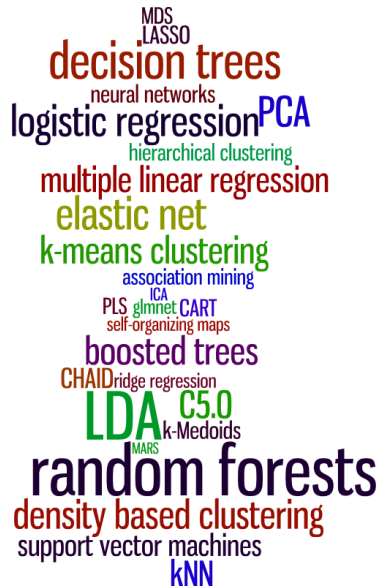 MDS
LASSO
decision trees
neural networks
logistic regression PCA
hierarchical clustering
multiple linear regression
elastic net
k-means clustering
association mining
ICA
PLS glmnet CART
self-organizing maps
boosted trees
CHAID ridge regression
LDA C5.0
k-Medoids
MARS
random forests
density based clustering
support vector machines
kNN